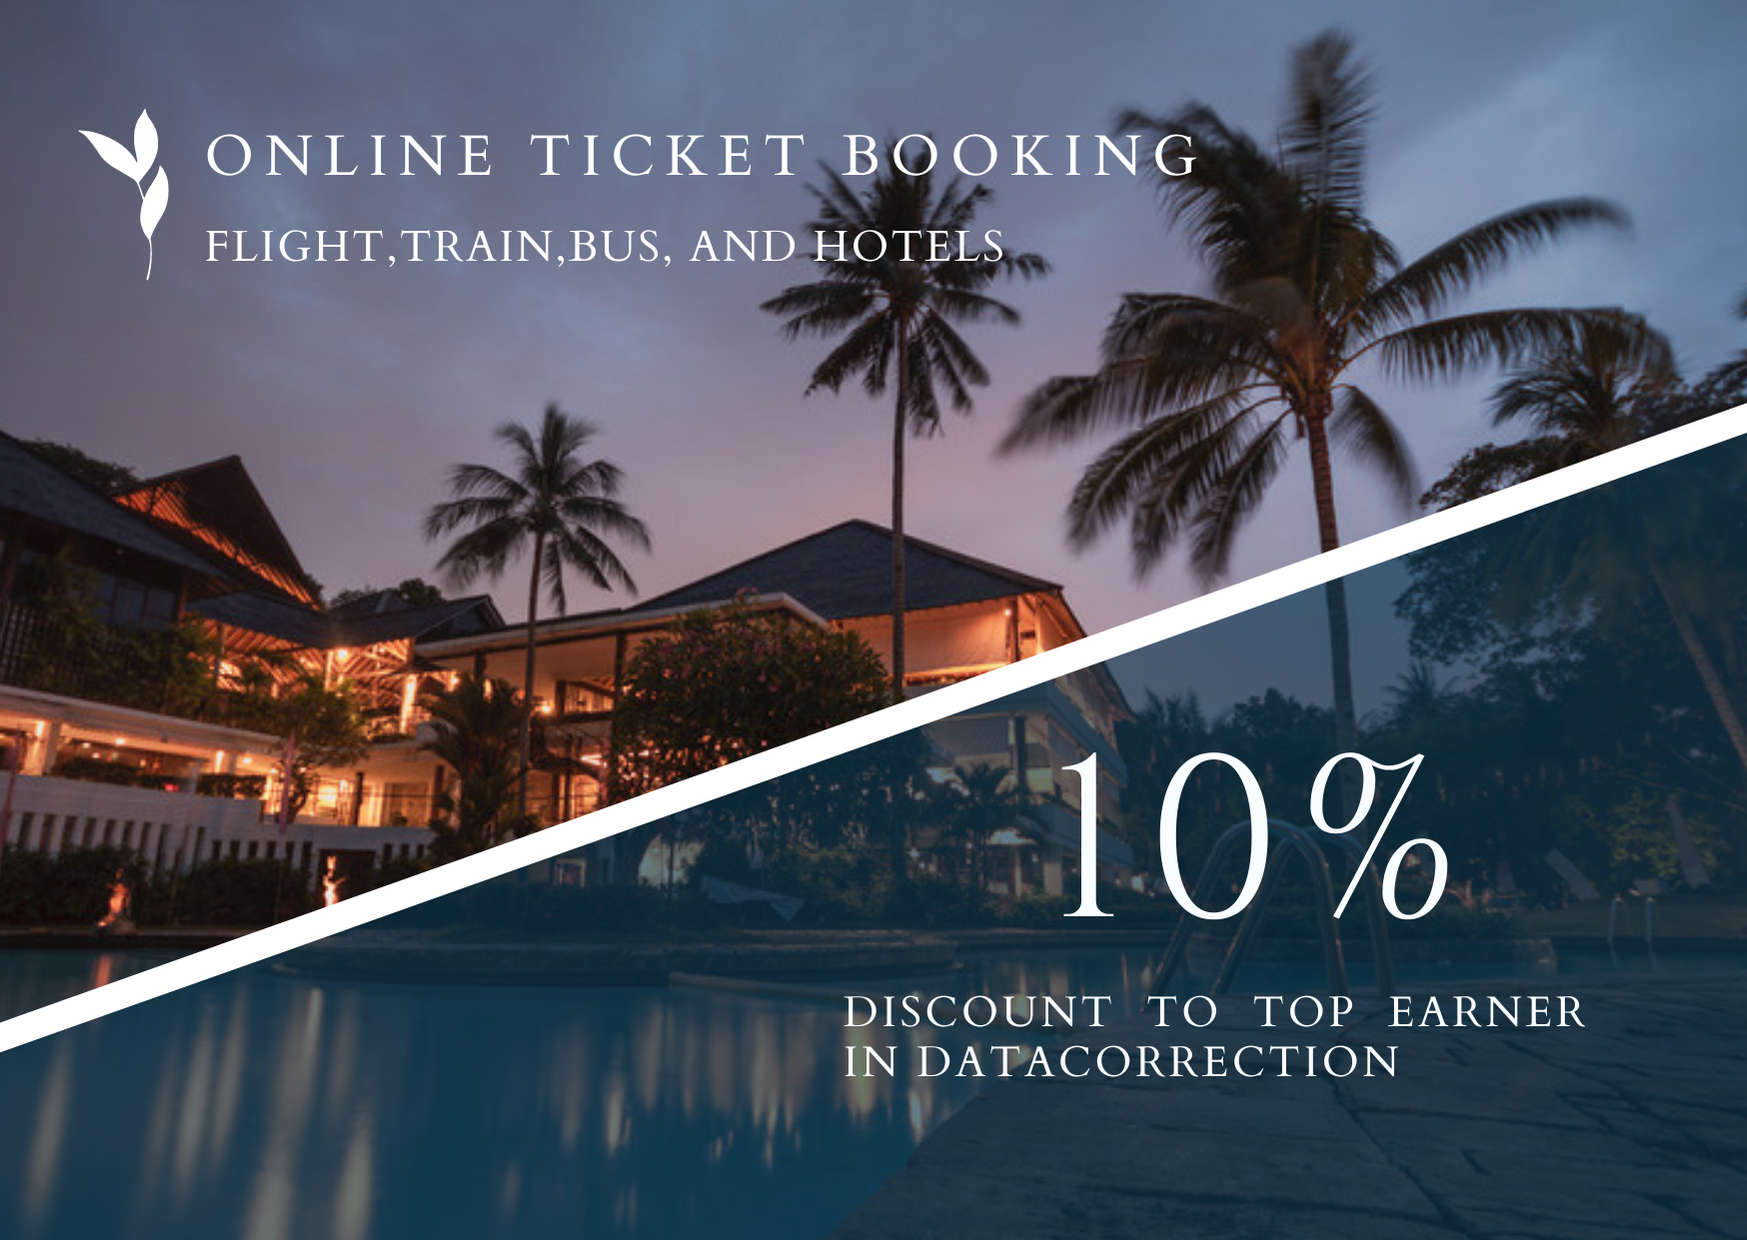 ONLINE TICKET BOOKING
FLIGHT,TRAIN,BUS, AND HOTELS
10%
DISCOUNT TO TOP EARNER
IN DATACORRECTION